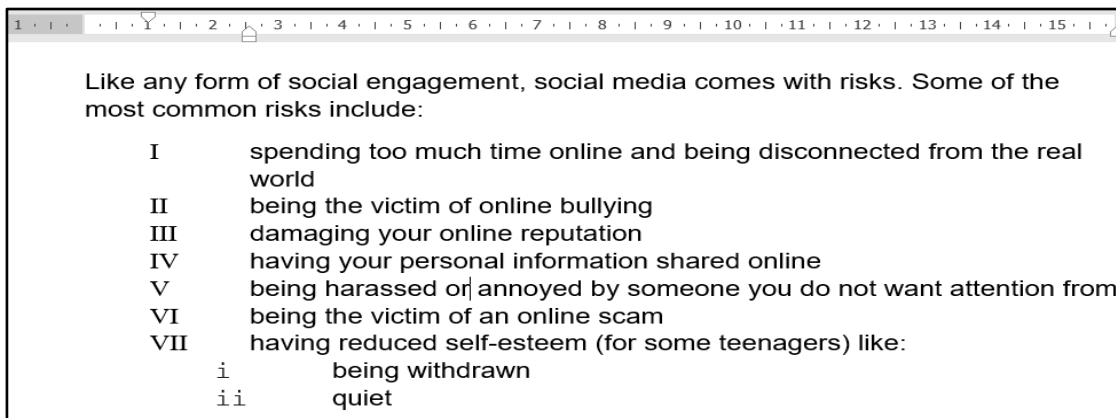 1 1 2 3 4 5 6 7 8 9 10 11 12 13 14 15
Like any form of social engagement, social media comes with risks. Some of the
most common risks include:
I spending too much time online and being disconnected from the real
world
II being the victim of online bullying
III damaging your online reputation
IV having your personal information shared online
V being harassed or annoyed by someone you do not want attention from
VI being the victim of an online scam
VII having reduced self-esteem (for some teenagers) like:
i being withdrawn
ii quiet